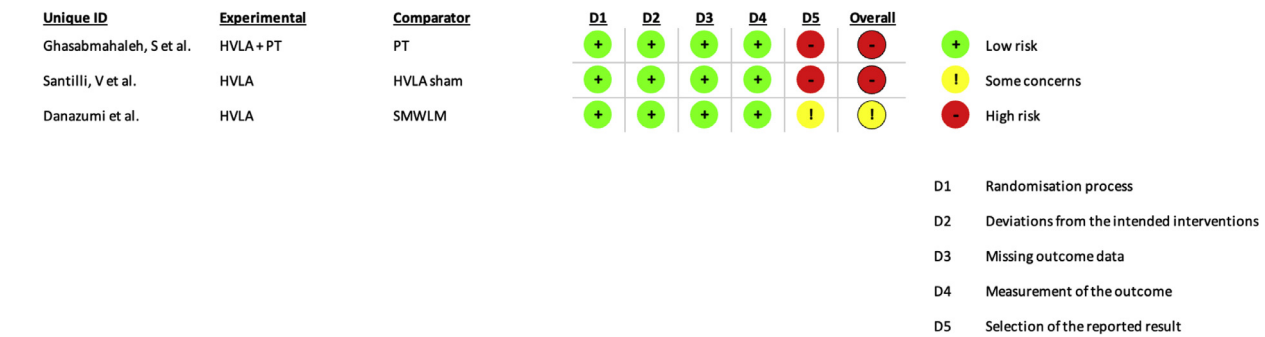 Unique ID Experimental Comparator D1 D2 D3 D4 D5 Overall
Ghasabmahaleh, S et al. HVLA + PT PT + + + + - - + Low risk
Santilli, V et al. HVLA HVLA sham + + + + - - ! Some concerns
Danazumi et al. HVLA SMWLM + + + + ! ! - High risk
D1 Randomisation process
D2 Deviations from the intended interventions
D3 Missing outcome data
D4 Measurement of the outcome
D5 Selection of the reported result